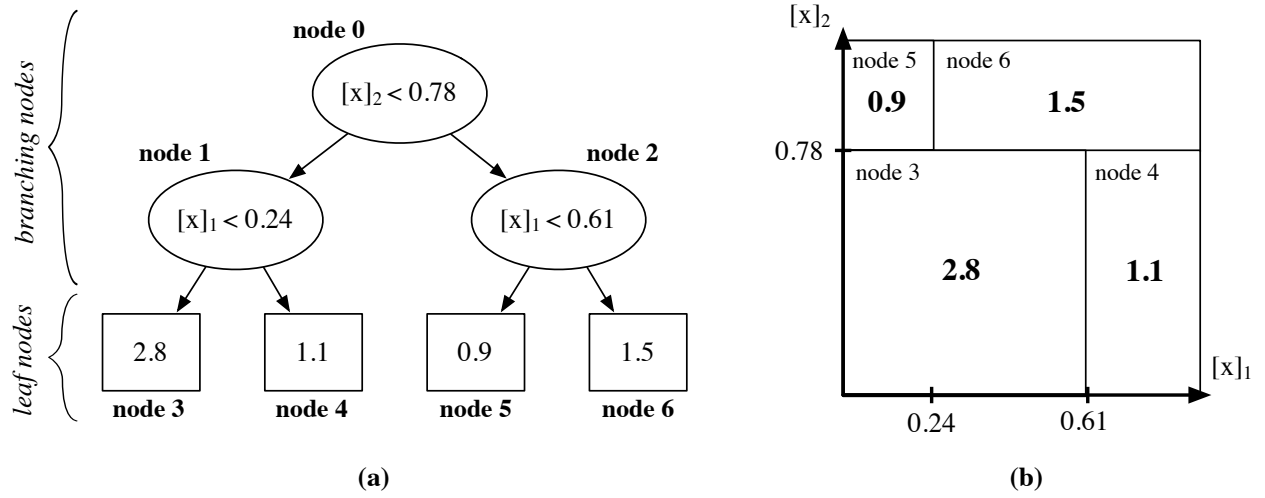 branching nodes
leaf nodes
node 0
[x]₂ < 0.78
node 1
[x]₁ < 0.24
node 2
[x]₁ < 0.61
2.8
1.1
0.9
1.5
node 3
node 4
node 5
node 6
(a)
[x]₂
node 5
0.9
node 6
1.5
0.78
node 3
2.8
node 4
1.1
[x]₁
0.24
0.61
(b)